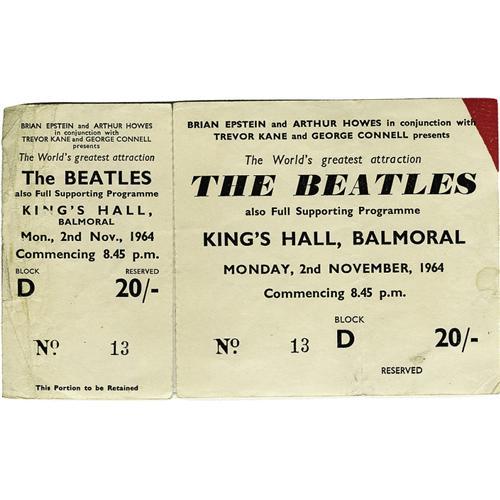 BRIAN EPSTEIN and ARTHUR HOWES
in conjunction with
TREVOR KANE and GEORGE CONNELL
presents
The World's greatest attraction
The BEATLES
also Full Supporting Programme
KING'S HALL,
BALMORAL
Mon., 2nd Nov., 1964
Commencing 8.45 p.m.
BLOCK RESERVED
D 20/-
No. 13
This Portion to be Retained
BRIAN EPSTEIN and ARTHUR HOWES in conjunction with
TREVOR KANE and GEORGE CONNELL presents
The World's greatest attraction
THE BEATLES
also Full Supporting Programme
KING'S HALL, BALMORAL
MONDAY, 2nd NOVEMBER, 1964
Commencing 8.45 p.m.
BLOCK
No. 13 D 20/-
RESERVED